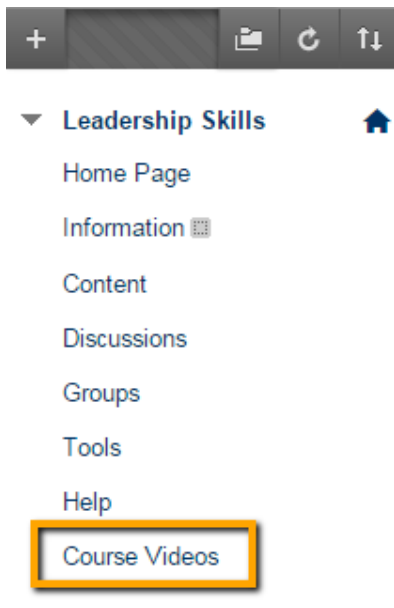 Leadership Skills
Home Page
Information
Content
Discussions
Groups
Tools
Help
Course Videos